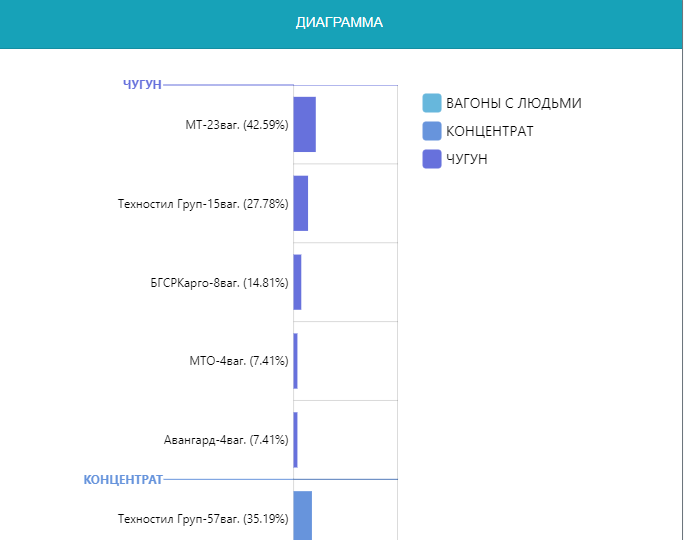 ДИАГРАММА
ЧУГУН
МТ-23ваг. (42.59%)
Техностил Груп-15ваг. (27.78%)
БГСРКарго-8ваг. (14.81%)
МТО-4ваг. (7.41%)
Авангард-4ваг. (7.41%)
КОНЦЕНТРАТ
Техностил Груп-57ваг. (35.19%)
ВАГОНЫ С ЛЮДЬМИ
КОНЦЕНТРАТ
ЧУГУН